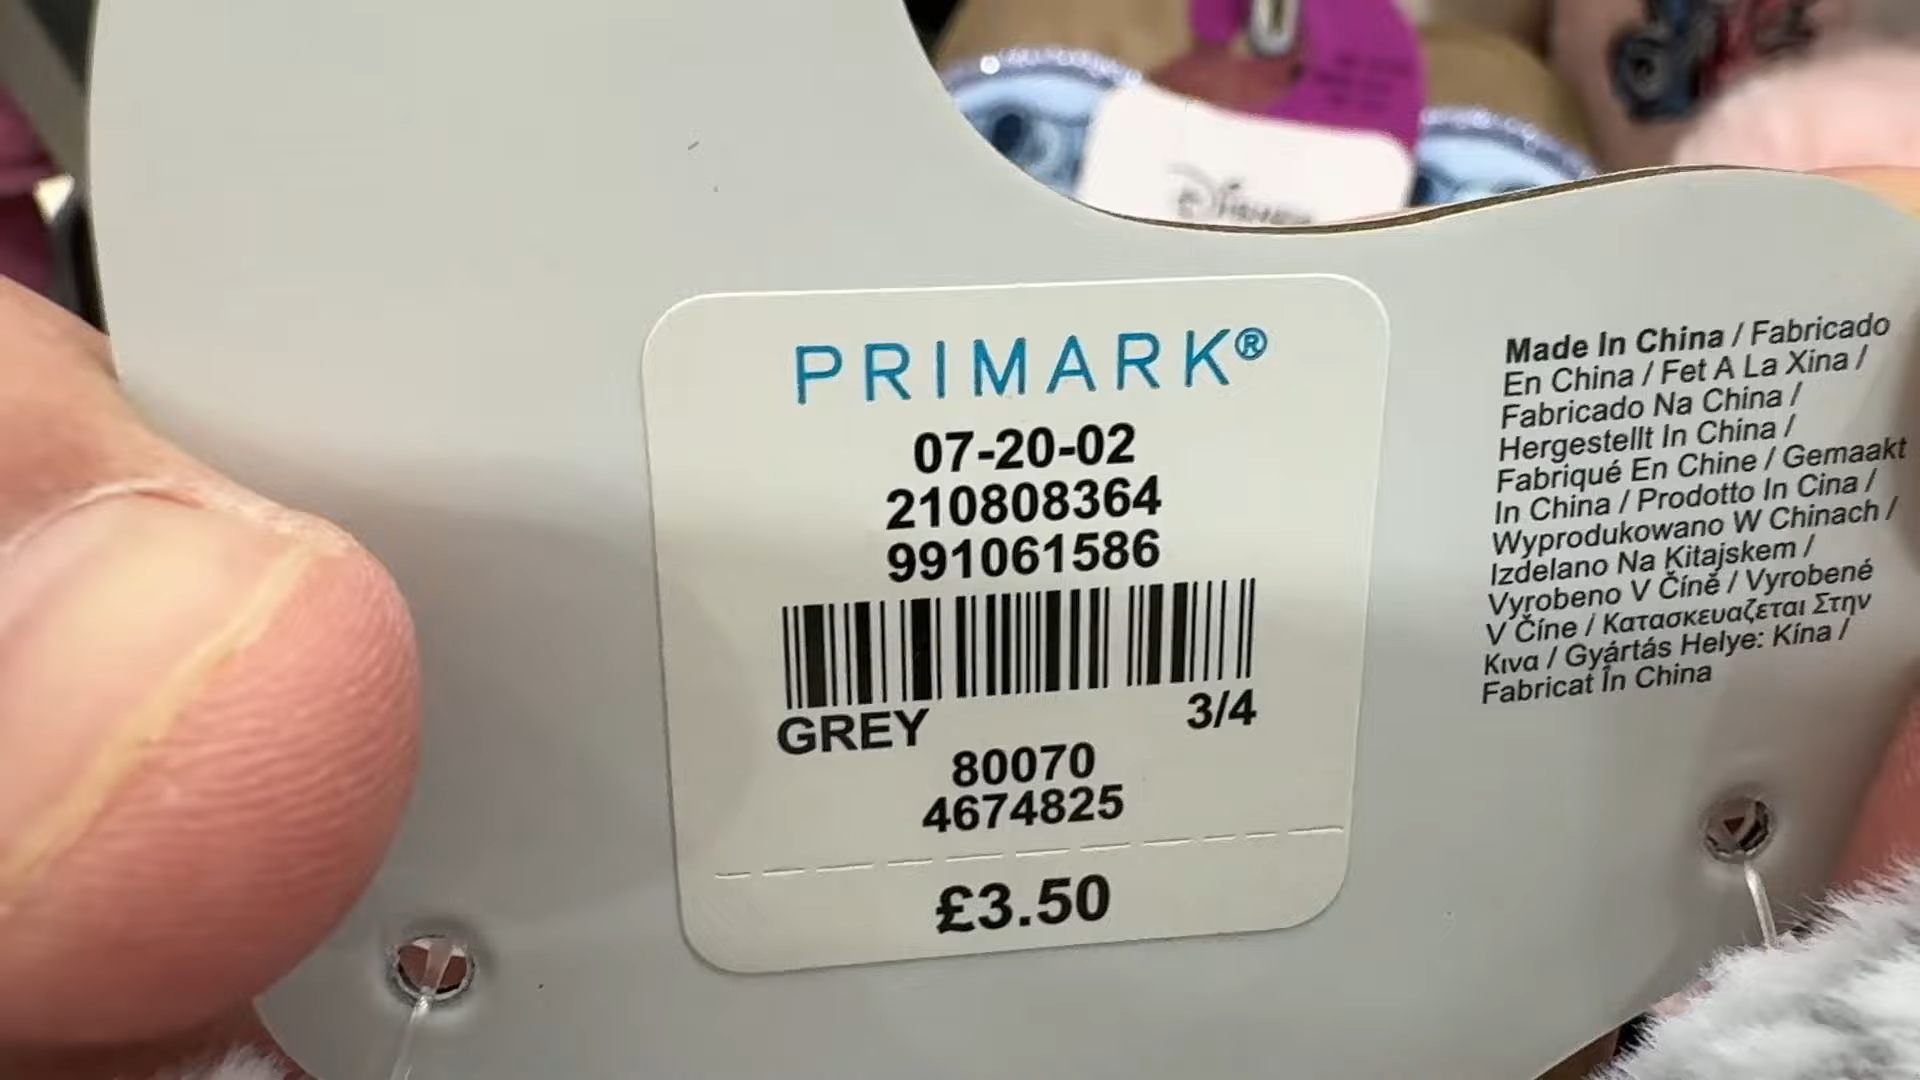 Disney
PRIMARK®
07-20-02
210808364
991061586
GREY 3/4
80070
4674825
£3.50
Made In China / Fabricado
En China / Fet A La Xina /
Fabricado Na China /
Hergestellt In China /
Fabriqué En Chine / Gemaakt
In China / Prodotto In Cina /
Wyprodukowano W Chinach /
Izdelano Na Kitajskem /
Vyrobeno V Číně / Vyrobené
V Číne / Κατασκευαζεται Στην
Κινα / Gyártás Helye: Kína /
Fabricat În China